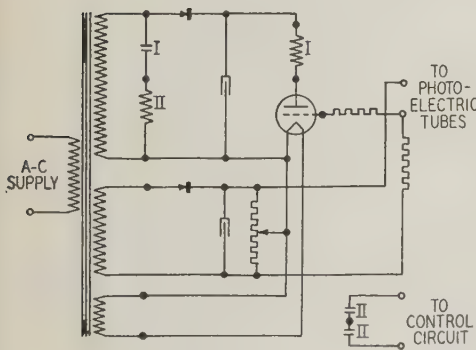 I
II
I
TO
PHOTO-
ELECTRIC
TUBES
A-C
SUPPLY
II
II
TO
CONTROL
CIRCUIT